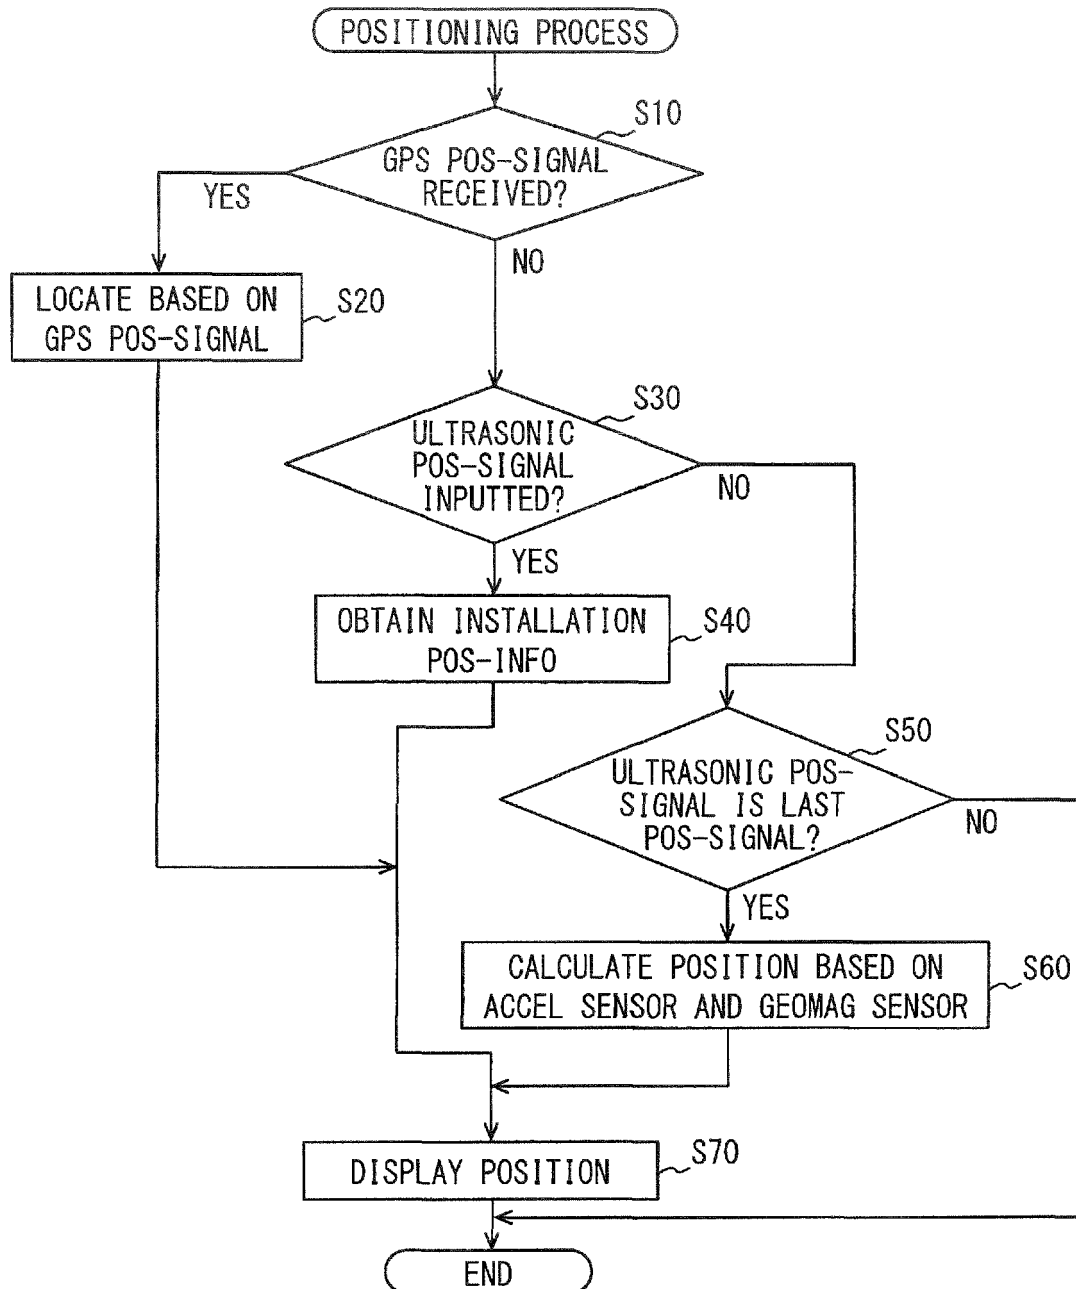 POSITIONING PROCESS
S10
GPS POS-SIGNAL
RECEIVED?
YES
NO
LOCATE BASED ON
GPS POS-SIGNAL
S20
S30
ULTRASONIC
POS-SIGNAL
INPUTTED?
NO
YES
OBTAIN INSTALLATION
POS-INFO
S40
S50
ULTRASONIC POS-
SIGNAL IS LAST
POS-SIGNAL?
NO
YES
CALCULATE POSITION BASED ON
ACCEL SENSOR AND GEOMAG SENSOR
S60
DISPLAY POSITION
S70
END